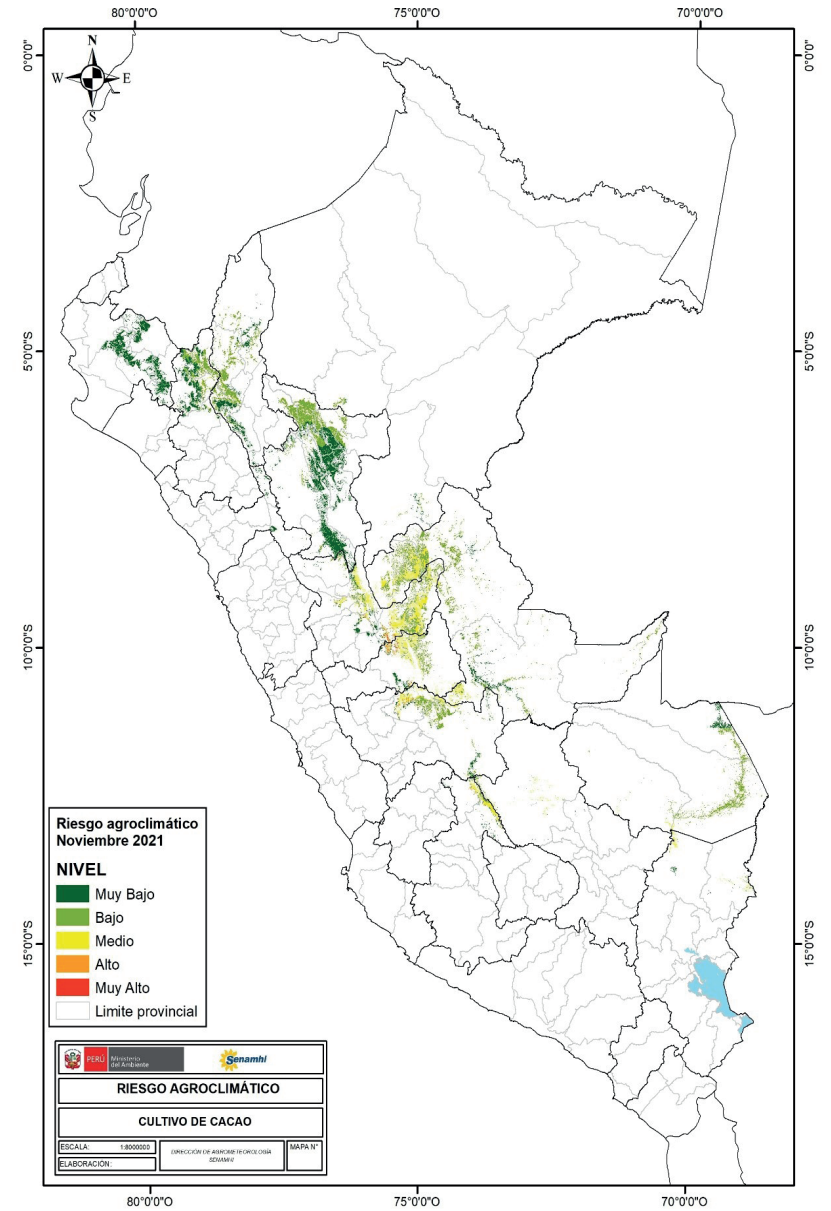 80°0'0"O 75°0'0"O 70°0'0"O
N
W E
S
0°0'0" 0°0'0"
5°0'0"S 5°0'0"S
10°0'0"S 10°0'0"S
15°0'0"S 15°0'0"S
Riesgo agroclimático
Noviembre 2021
NIVEL
Muy Bajo
Bajo
Medio
Alto
Muy Alto
Limite provincial
PERÚ Ministerio
del Ambiente
Senamhi
RIESGO AGROCLIMÁTICO
CULTIVO DE CACAO
ESCALA: 1:8000000
ELABORACIÓN:
DIRECCIÓN DE AGROMETEOROLOGÍA
SENAMHI
MAPA N°
80°0'0"O 75°0'0"O 70°0'0"O